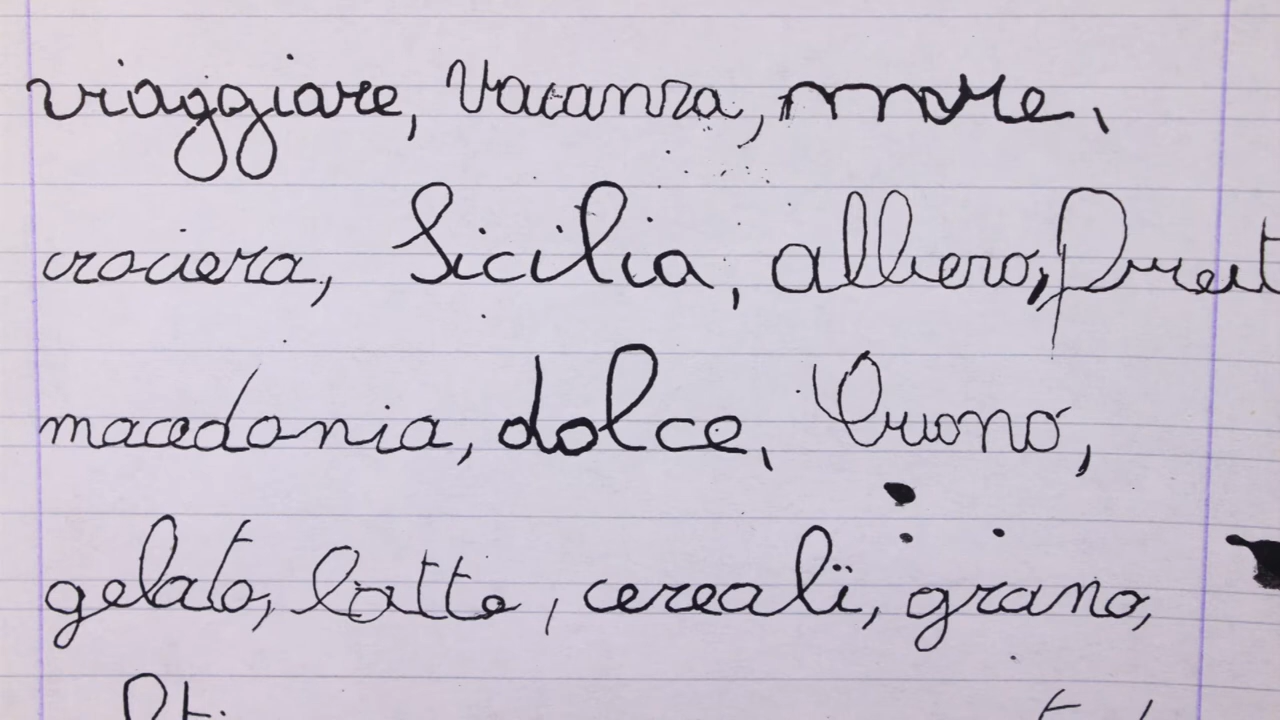 viaggiare, Vacanza, mare,
crociera, Sicilia, albero,
macedonia, dolce, buono,
gelato, latte, cereali, grano,